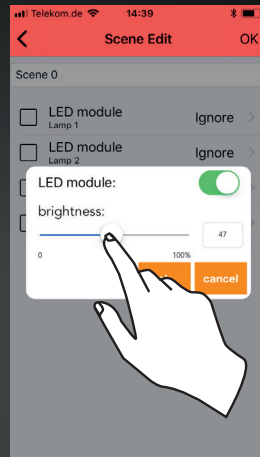 Telekom.de 14:39
Scene Edit OK
Scene 0
LED module
Lamp 1
Ignore
LED module
Lamp 2
Ignore
LED module:
brightness:
47
0 100%
cancel